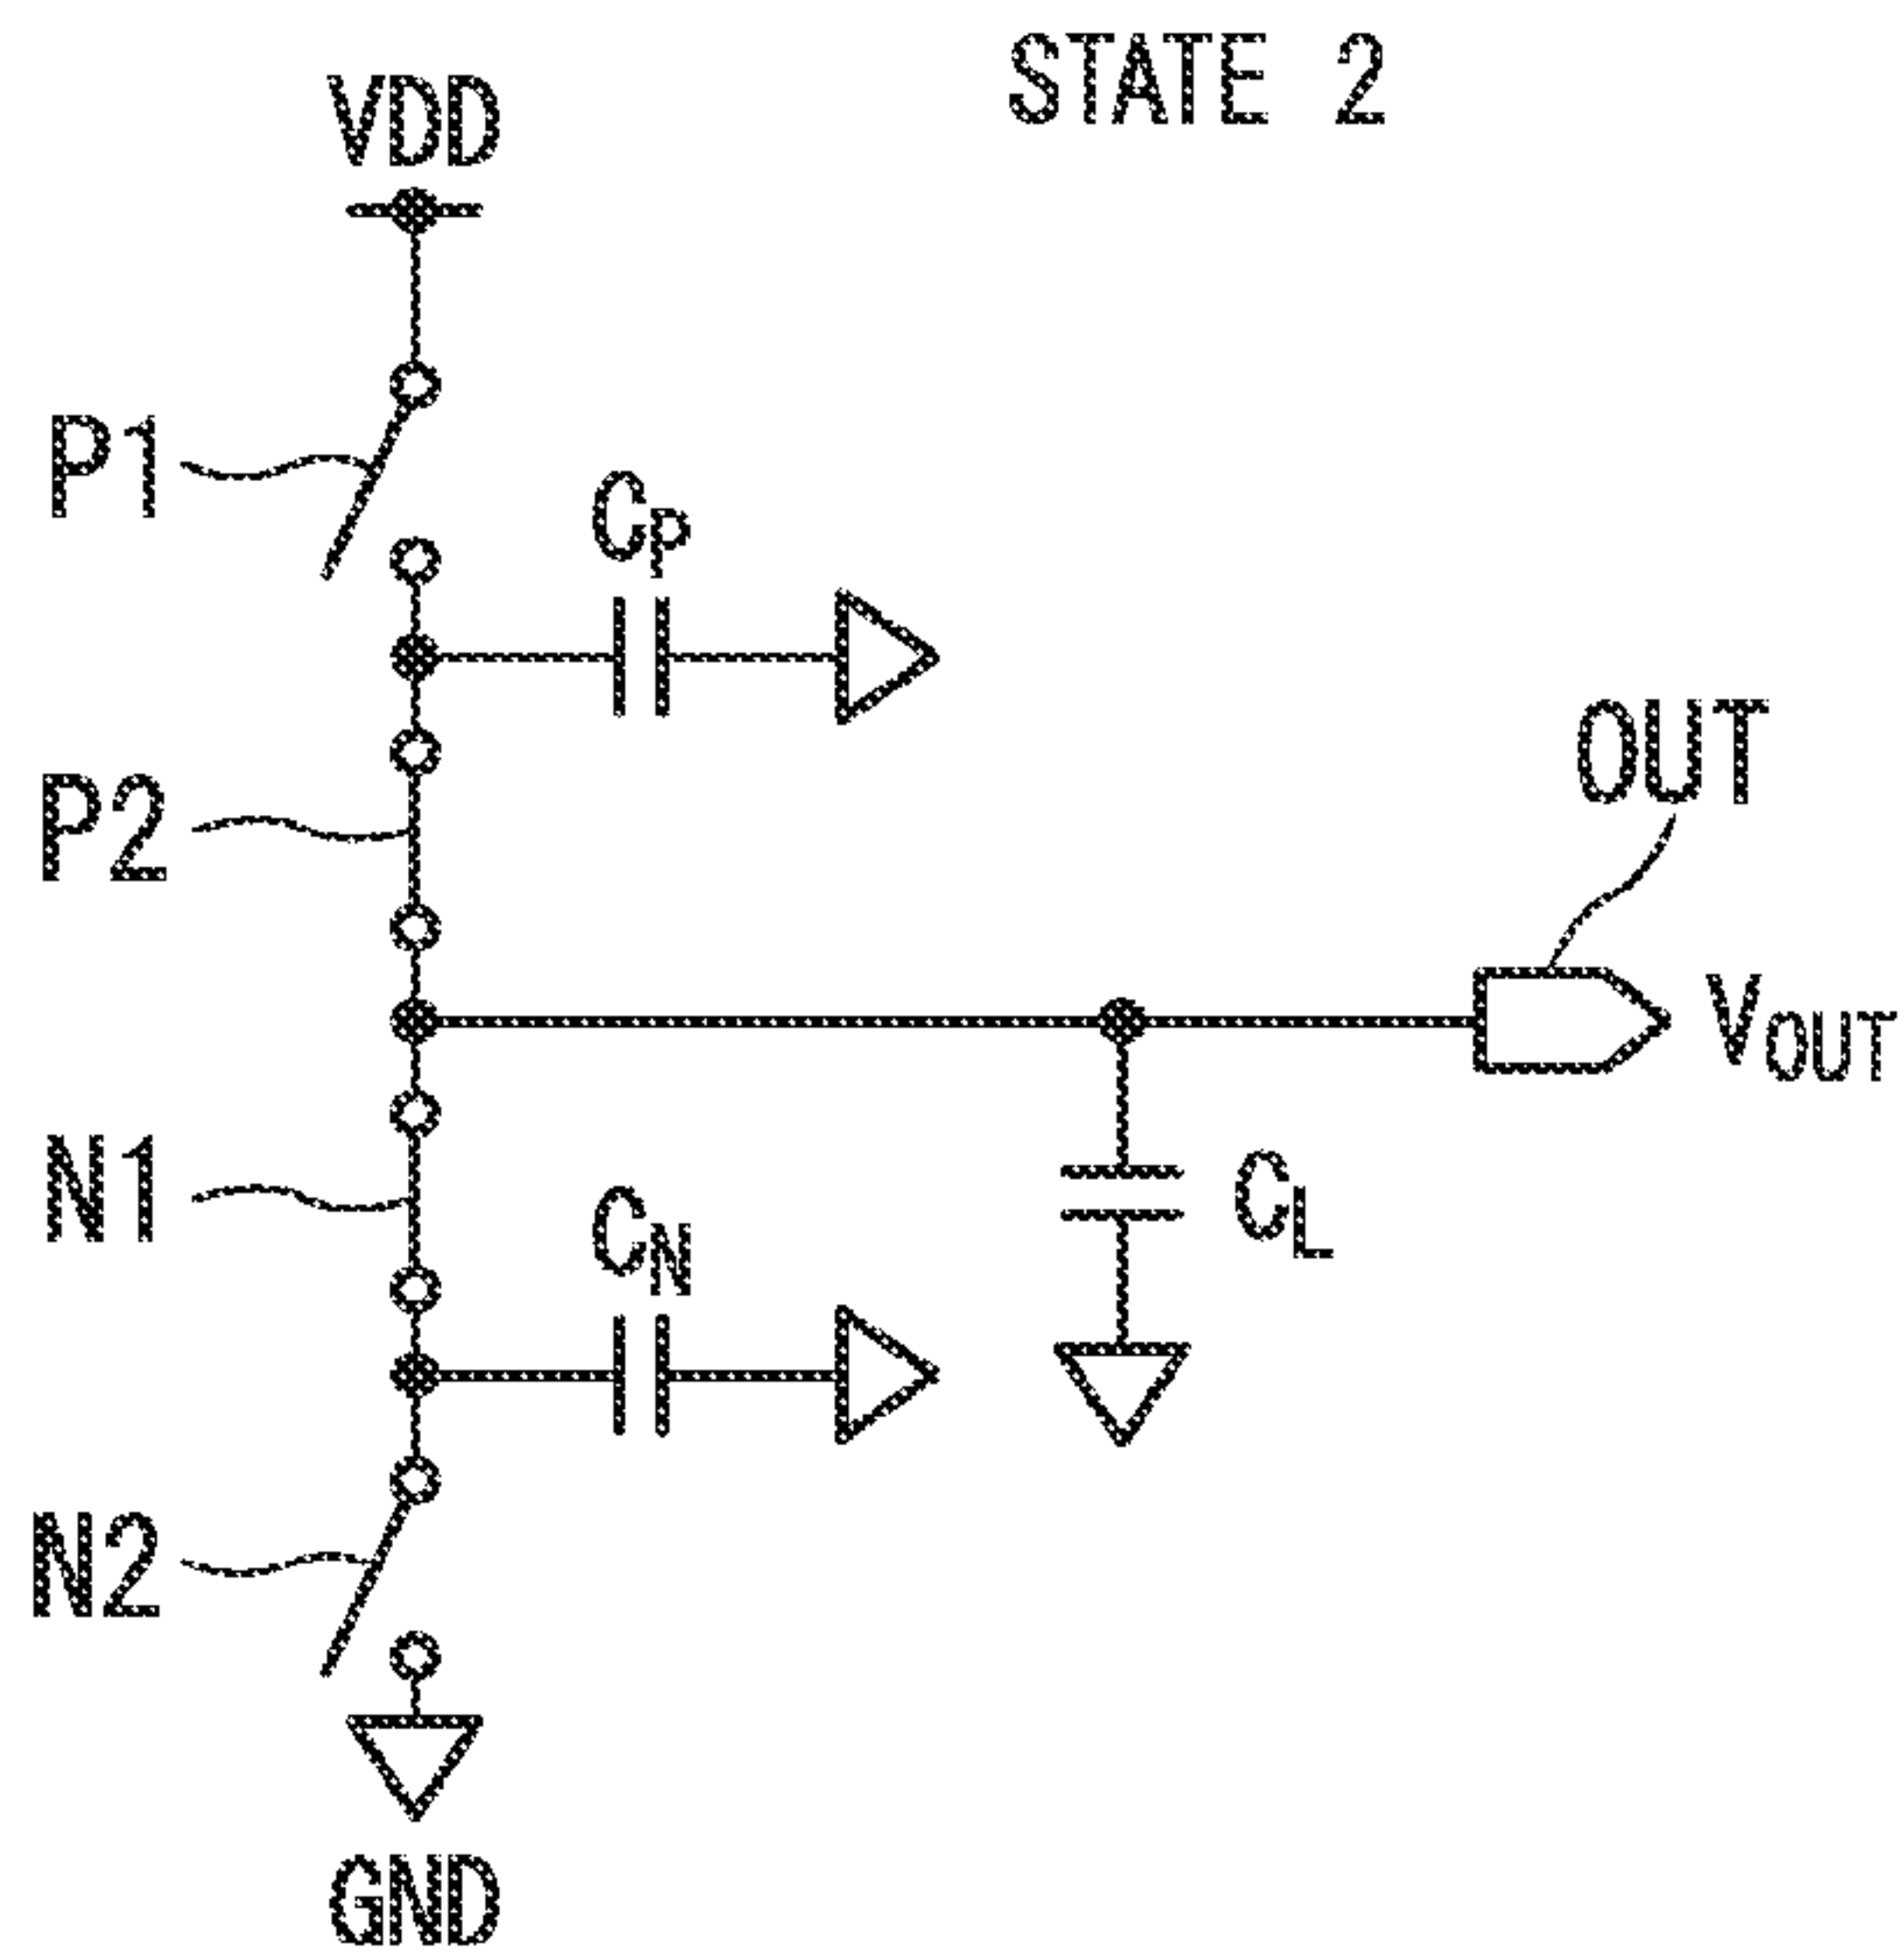 STATE 2
VDD
P1
CP
P2
OUT
VOUT
N1
CN
CL
N2
GND